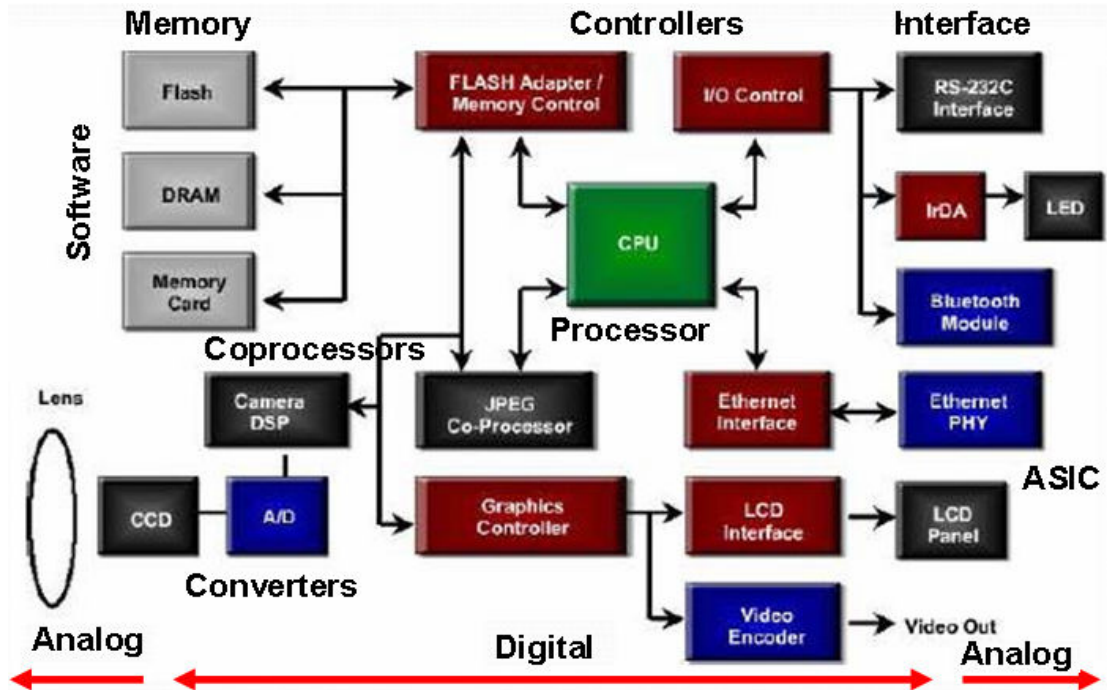 Memory
Controllers
Interface
Flash
FLASH Adapter /
Memory Control
I/O Control
RS-232C
Interface
Software
DRAM
CPU
IrDA
LED
Memory
Card
Bluetooth
Module
Processor
Coprocessors
Lens
Camera
DSP
JPEG
Co-Processor
Ethernet
Interface
Ethernet
PHY
ASIC
CCD
A/D
Graphics
Controller
LCD
Interface
LCD
Panel
Converters
Video
Encoder
Video Out
Analog
Digital
Analog